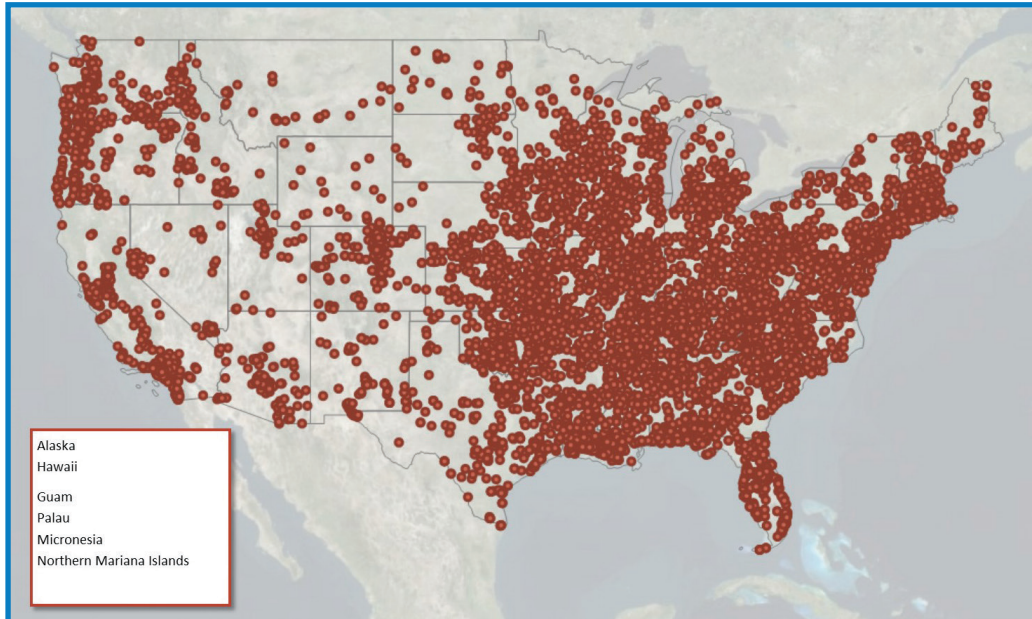 Alaska
Hawaii
Guam
Palau
Micronesia
Northern Mariana Islands